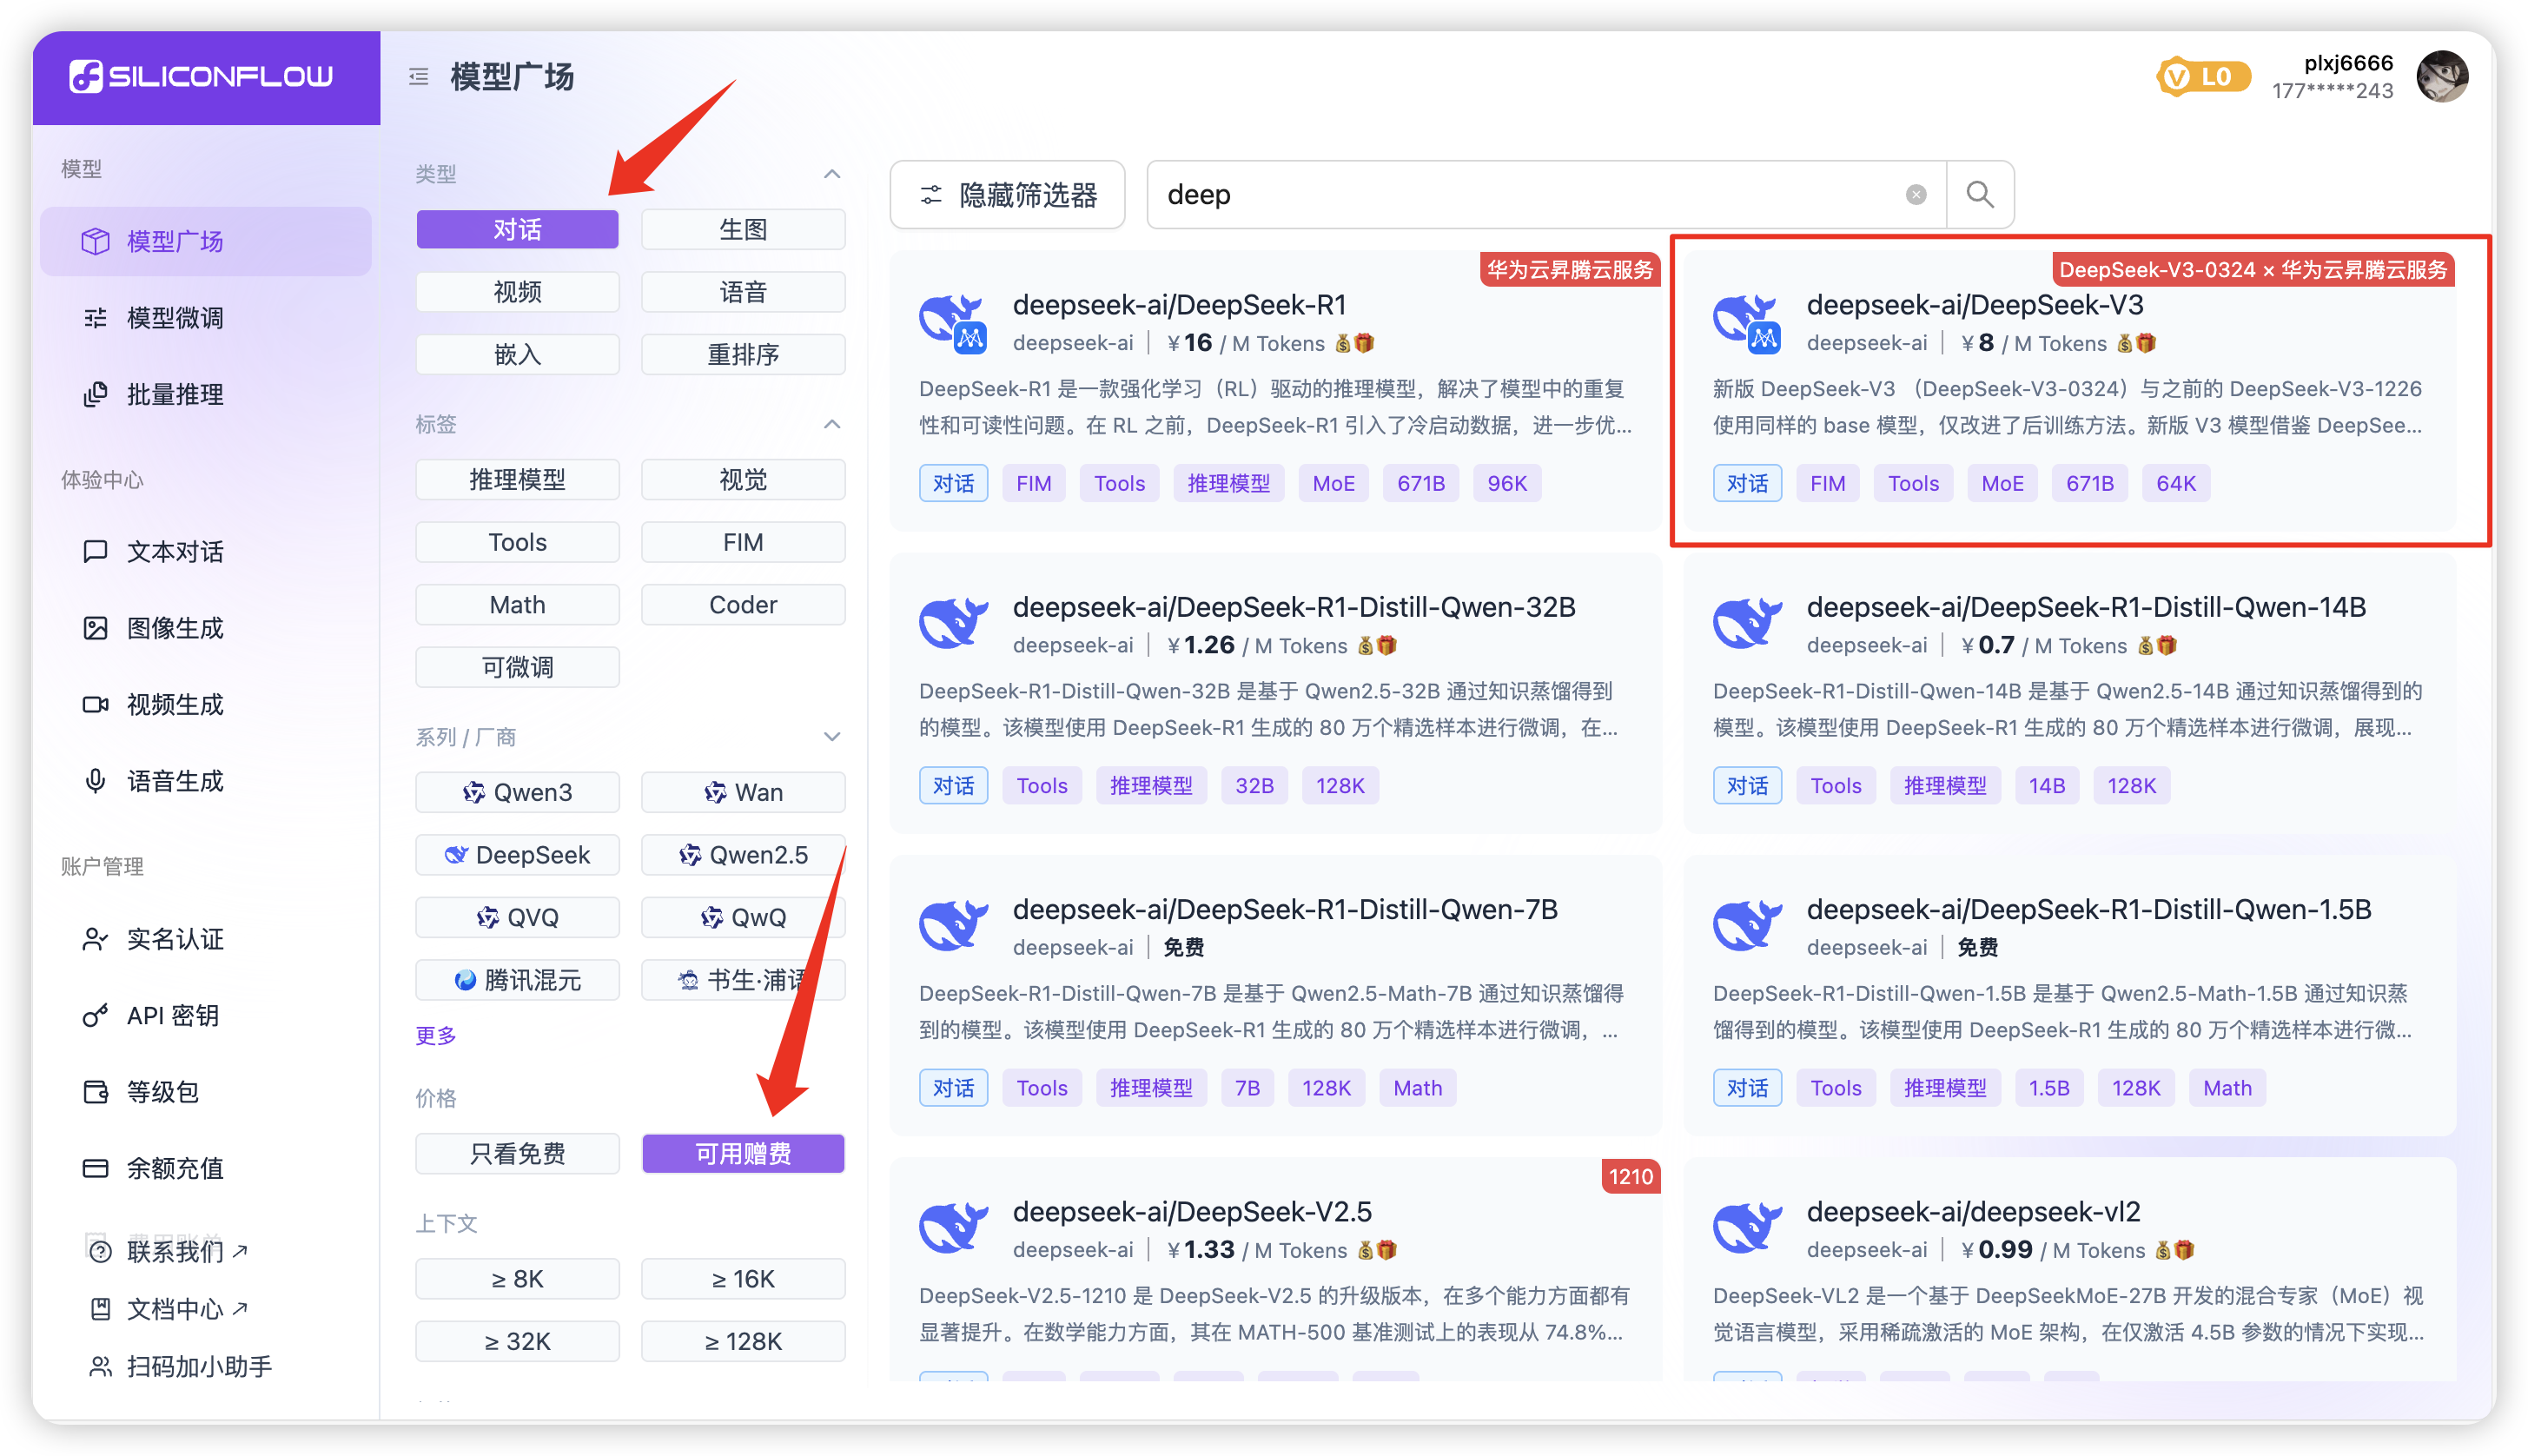 SILICONFLOW
模型
模型广场
模型微调
批量推理
体验中心
文本对话
图像生成
视频生成
语音生成
账户管理
实名认证
API 密钥
等级包
余额充值
联系我们
文档中心
扫码加小助手
模型广场
L0
plxj6666
177*****243
类型
对话
生图
视频
语音
嵌入
重排序
标签
推理模型
视觉
Tools
FIM
Math
Coder
可微调
系列 / 厂商
Qwen3
Wan
DeepSeek
Qwen2.5
QVQ
QwQ
腾讯混元
书生·浦语
更多
价格
只看免费
可用赠费
上下文
≥ 8K
≥ 16K
≥ 32K
≥ 128K
隐藏筛选器
deep
华为云昇腾云服务
deepseek-ai/DeepSeek-R1
deepseek-ai | ¥ 16 / M Tokens 💰🎁
DeepSeek-R1 是一款强化学习（RL）驱动的推理模型，解决了模型中的重复
性和可读性问题。在 RL 之前，DeepSeek-R1 引入了冷启动数据，进一步优...
对话 FIM Tools 推理模型 MoE 671B 96K
DeepSeek-V3-0324 × 华为云昇腾云服务
deepseek-ai/DeepSeek-V3
deepseek-ai | ¥ 8 / M Tokens 💰🎁
新版 DeepSeek-V3 （DeepSeek-V3-0324）与之前的 DeepSeek-V3-1226
使用同样的 base 模型，仅改进了后训练方法。新版 V3 模型借鉴 DeepSee...
对话 FIM Tools MoE 671B 64K
deepseek-ai/DeepSeek-R1-Distill-Qwen-32B
deepseek-ai | ¥ 1.26 / M Tokens 💰🎁
DeepSeek-R1-Distill-Qwen-32B 是基于 Qwen2.5-32B 通过知识蒸馏得到
的模型。该模型使用 DeepSeek-R1 生成的 80 万个精选样本进行微调，在...
对话 Tools 推理模型 32B 128K
deepseek-ai/DeepSeek-R1-Distill-Qwen-14B
deepseek-ai | ¥ 0.7 / M Tokens 💰🎁
DeepSeek-R1-Distill-Qwen-14B 是基于 Qwen2.5-14B 通过知识蒸馏得到的
模型。该模型使用 DeepSeek-R1 生成的 80 万个精选样本进行微调，展现...
对话 Tools 推理模型 14B 128K
deepseek-ai/DeepSeek-R1-Distill-Qwen-7B
deepseek-ai | 免费
DeepSeek-R1-Distill-Qwen-7B 是基于 Qwen2.5-Math-7B 通过知识蒸馏得
到的模型。该模型使用 DeepSeek-R1 生成的 80 万个精选样本进行微调，...
对话 Tools 推理模型 7B 128K Math
deepseek-ai/DeepSeek-R1-Distill-Qwen-1.5B
deepseek-ai | 免费
DeepSeek-R1-Distill-Qwen-1.5B 是基于 Qwen2.5-Math-1.5B 通过知识蒸
馏得到的模型。该模型使用 DeepSeek-R1 生成的 80 万个精选样本进行微...
对话 Tools 推理模型 1.5B 128K Math
1210
deepseek-ai/DeepSeek-V2.5
deepseek-ai | ¥ 1.33 / M Tokens 💰🎁
DeepSeek-V2.5-1210 是 DeepSeek-V2.5 的升级版本，在多个能力方面都有
显著提升。在数学能力方面，其在 MATH-500 基准测试上的表现从 74.8%...
deepseek-ai/deepseek-vl2
deepseek-ai | ¥ 0.99 / M Tokens 💰🎁
DeepSeek-VL2 是一个基于 DeepSeekMoE-27B 开发的混合专家（MoE）视
觉语言模型，采用稀疏激活的 MoE 架构，在仅激活 4.5B 参数的情况下实现...